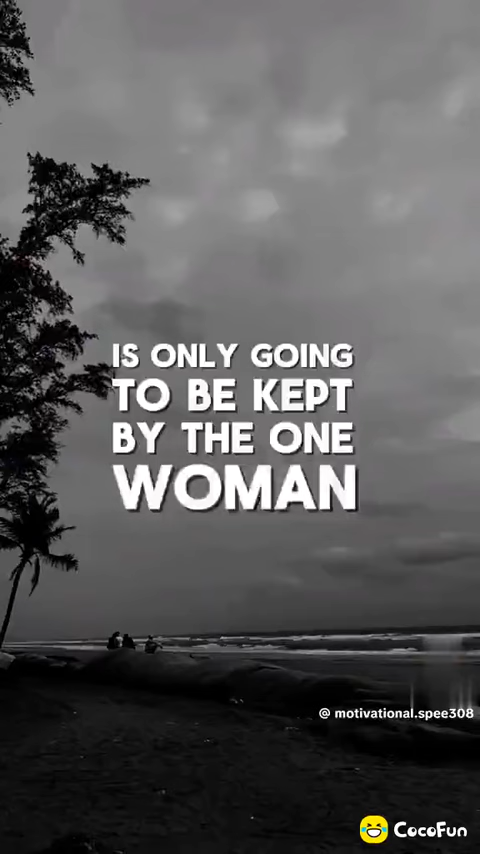 IS ONLY GOING
TO BE KEPT
BY THE ONE
WOMAN
@ motivational.spee308
CocoFun